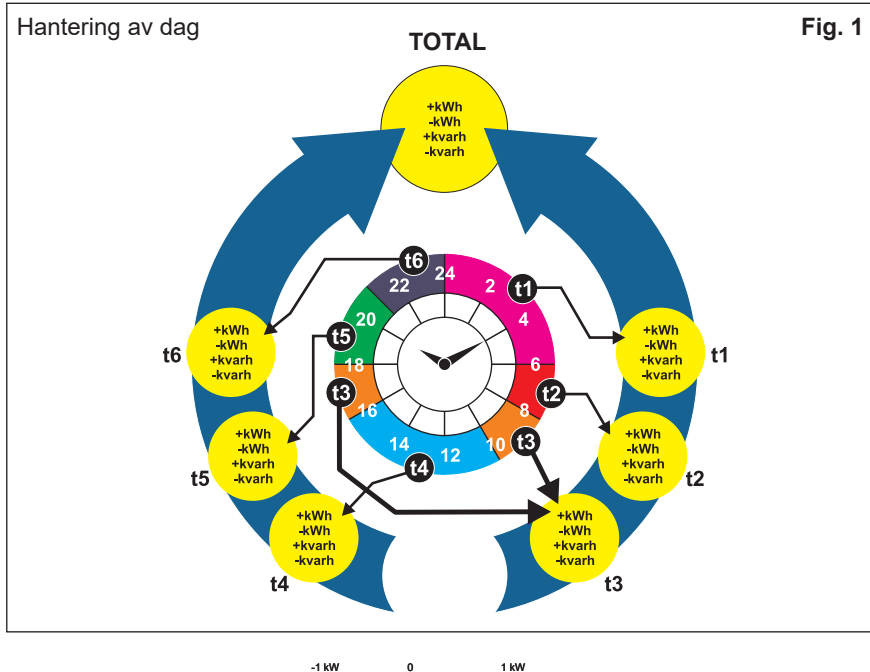 Hantering av dag
Fig. 1
TOTAL
+kWh
-kWh
+kvarh
-kvarh
t6
24
2
t1
22
4
20
t5
6
18
t3
16
t2
8
14
12
10
t3
t4
+kWh
-kWh
+kvarh
-kvarh
t6
+kWh
-kWh
+kvarh
-kvarh
t1
+kWh
-kWh
+kvarh
-kvarh
t5
+kWh
-kWh
+kvarh
-kvarh
t2
+kWh
-kWh
+kvarh
-kvarh
t4
+kWh
-kWh
+kvarh
-kvarh
t3
-1 kW 0 1 kW